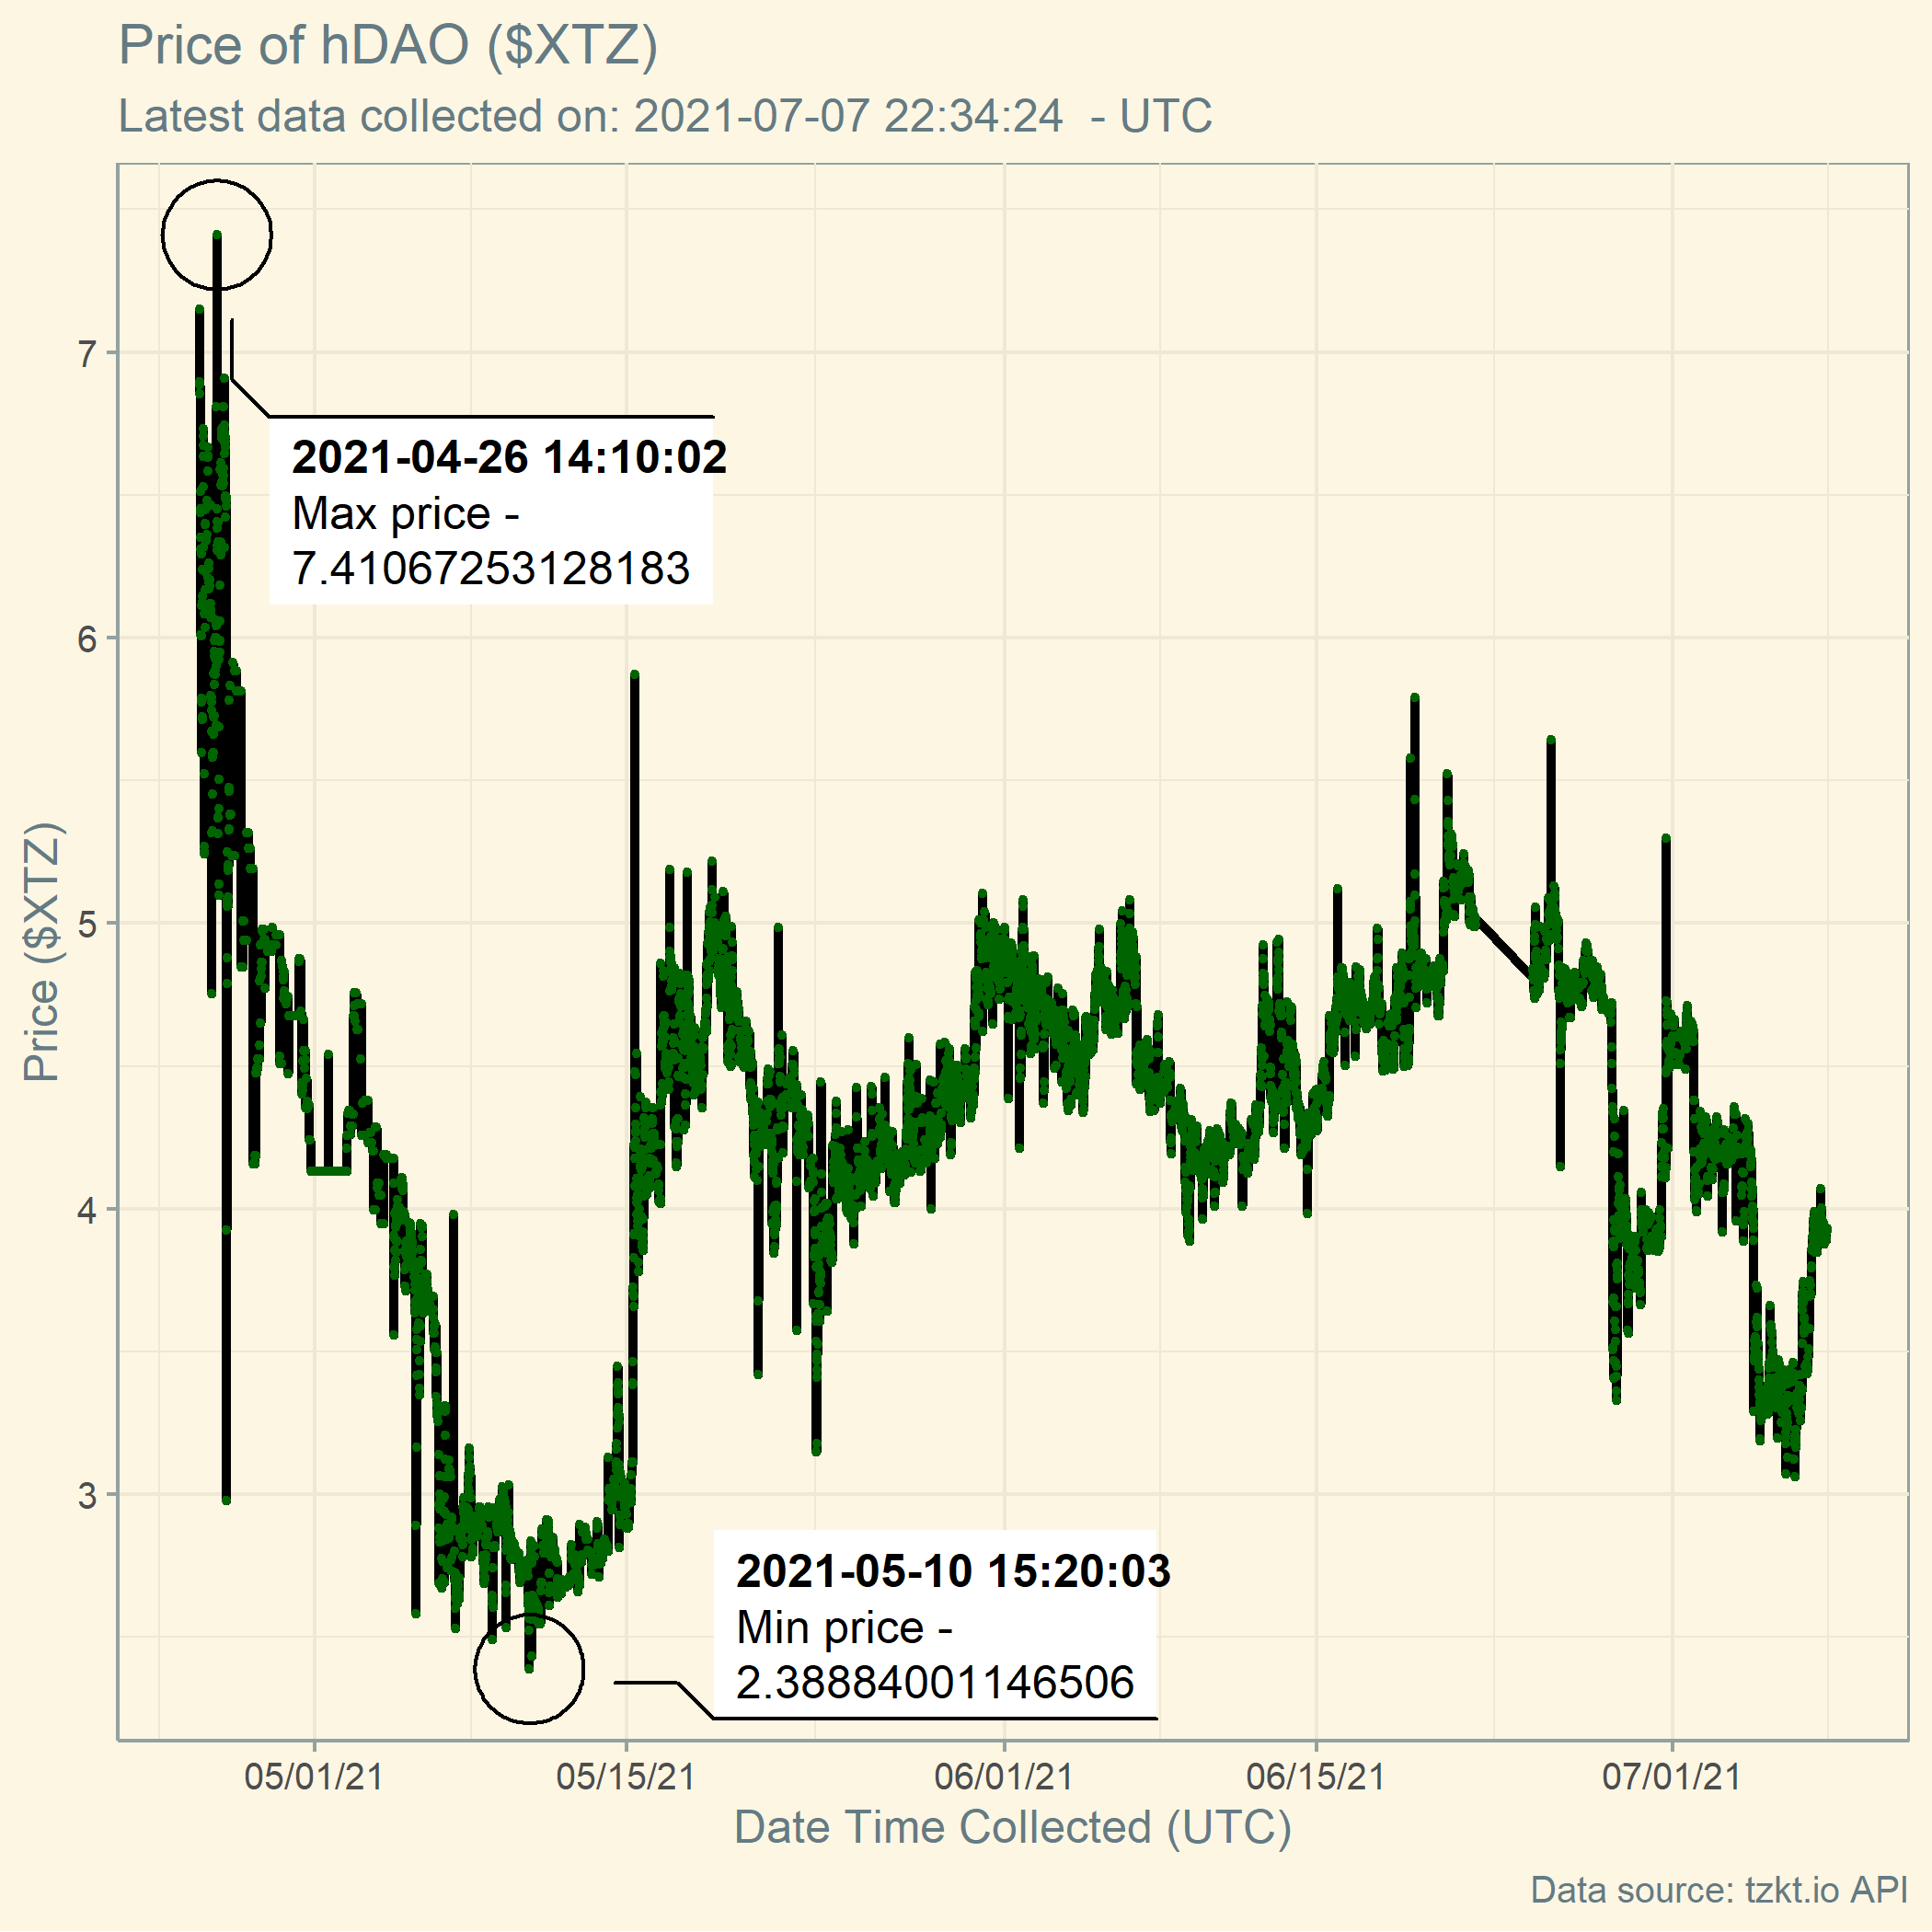 Price of hDAO ($XTZ)
Latest data collected on: 2021-07-07 22:34:24  - UTC
7
6
5
4
3
Price ($XTZ)
2021-04-26 14:10:02
Max price -
7.41067253128183
2021-05-10 15:20:03
Min price -
2.38884001146506
05/01/21
05/15/21
06/01/21
06/15/21
07/01/21
Date Time Collected (UTC)
Data source: tzkt.io API